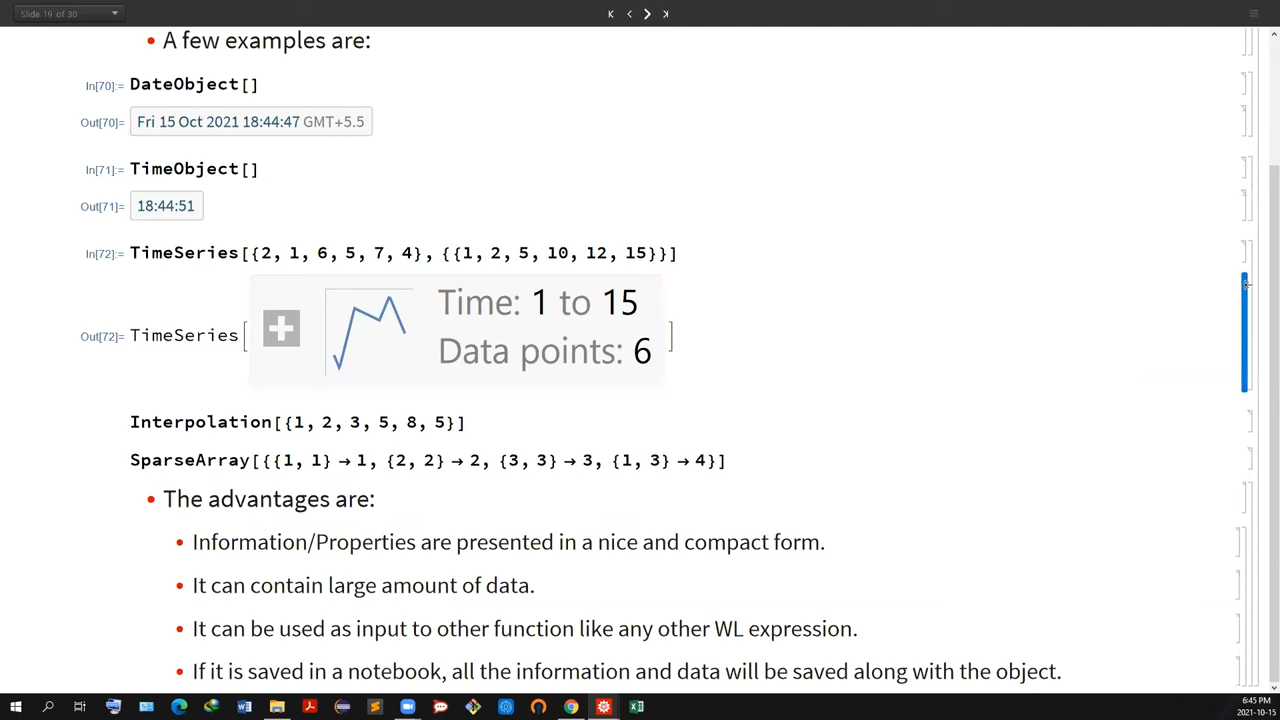 Slide 19 of 30
• A few examples are:
In[70]:= DateObject[]
Out[70]= Fri 15 Oct 2021 18:44:47 GMT+5.5
In[71]:= TimeObject[]
Out[71]= 18:44:51
In[72]:= TimeSeries[{2, 1, 6, 5, 7, 4}, {{1, 2, 5, 10, 12, 15}}]
Time: 1 to 15
Out[72]= TimeSeries[ ]
Data points: 6
Interpolation[{1, 2, 3, 5, 8, 5}]
SparseArray[{{1, 1} → 1, {2, 2} → 2, {3, 3} → 3, {1, 3} → 4}]
• The advantages are:
• Information/Properties are presented in a nice and compact form.
• It can contain large amount of data.
• It can be used as input to other function like any other WL expression.
• If it is saved in a notebook, all the information and data will be saved along with the object.
6:45 PM
2021-10-15